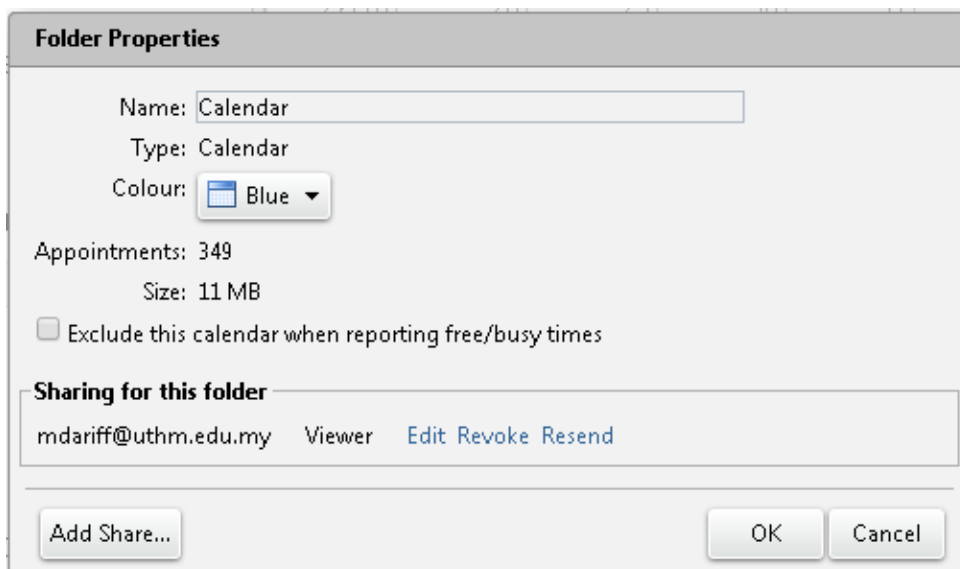 Folder Properties
Name: Calendar
Type: Calendar
Colour: Blue
Appointments: 349
Size: 11 MB
Exclude this calendar when reporting free/busy times
Sharing for this folder
mdariff@uthm.edu.my Viewer Edit Revoke Resend
Add Share... OK Cancel